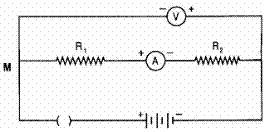 − V
M
R1 + A − R2
( ) + −